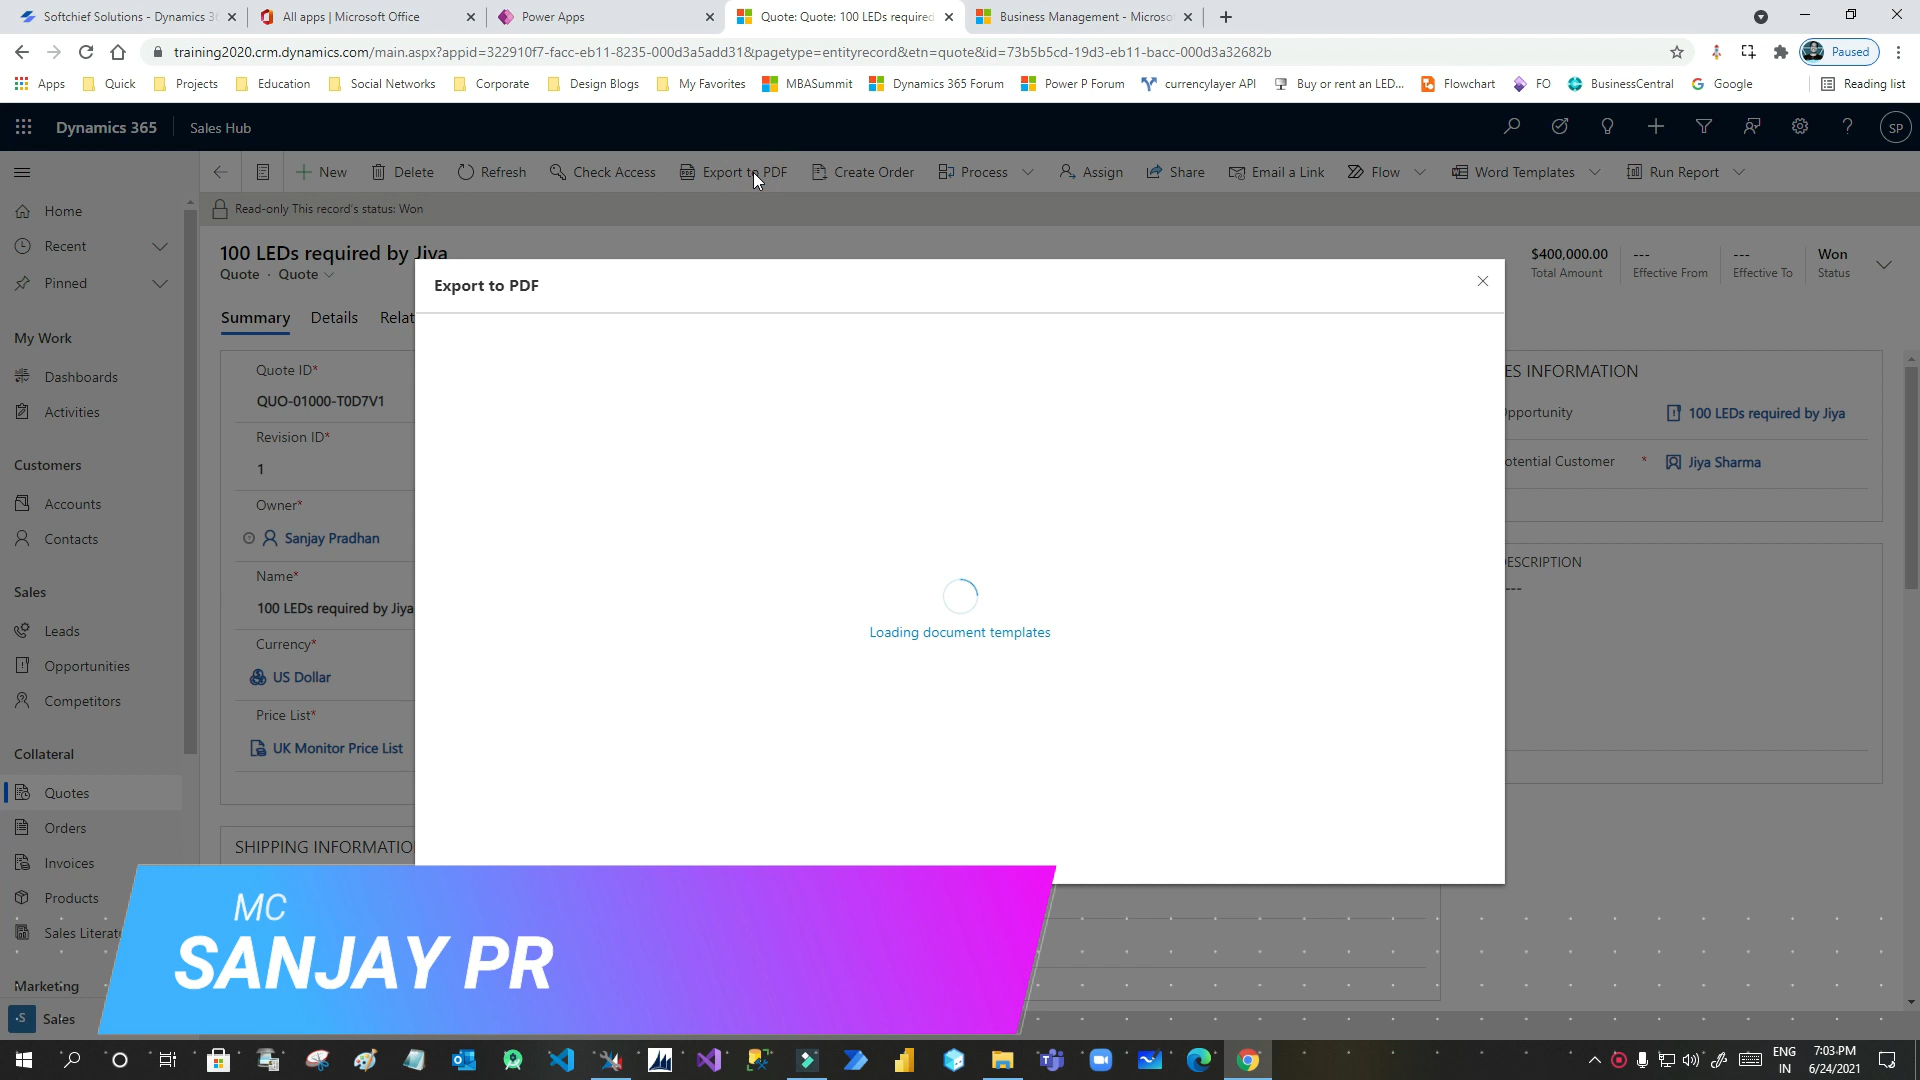 Softchief Solutions - Dynamics 36
All apps | Microsoft Office
Power Apps
Quote: Quote: 100 LEDs required
Business Management - Microso
training2020.crm.dynamics.com/main.aspx?appid=322910f7-facc-eb11-8235-000d3a5add31&pagetype=entityrecord&etn=quote&id=73b5b5cd-19d3-eb11-bacc-000d3a32682b
Paused
Apps
Quick
Projects
Education
Social Networks
Corporate
Design Blogs
My Favorites
MBASummit
Dynamics 365 Forum
Power P Forum
currencylayer API
Buy or rent an LED...
Flowchart
FO
BusinessCentral
Google
Reading list
Dynamics 365
Sales Hub
SP
New
Delete
Refresh
Check Access
Export to PDF
Create Order
Process
Assign
Share
Email a Link
Flow
Word Templates
Run Report
Read-only This record's status: Won
Home
Recent
Pinned
My Work
Dashboards
Activities
Customers
Accounts
Contacts
Sales
Leads
Opportunities
Competitors
Collateral
Quotes
Orders
Invoices
Products
Sales Literatu
Marketing
S
Sales
100 LEDs required by Jiya
Quote · Quote
$400,000.00
Total Amount
---
Effective From
---
Effective To
Won
Status
Summary
Details
Relat
Quote ID*
QUO-01000-T0D7V1
Revision ID*
1
Owner*
Sanjay Pradhan
Name*
100 LEDs required by Jiya
Currency*
US Dollar
Price List*
UK Monitor Price List
SHIPPING INFORMATIO
Export to PDF
Loading document templates
ES INFORMATION
pportunity
100 LEDs required by Jiya
otential Customer *
Jiya Sharma
ESCRIPTION
---
MC
SANJAY PR
ENG
IN
7:03 PM
6/24/2021